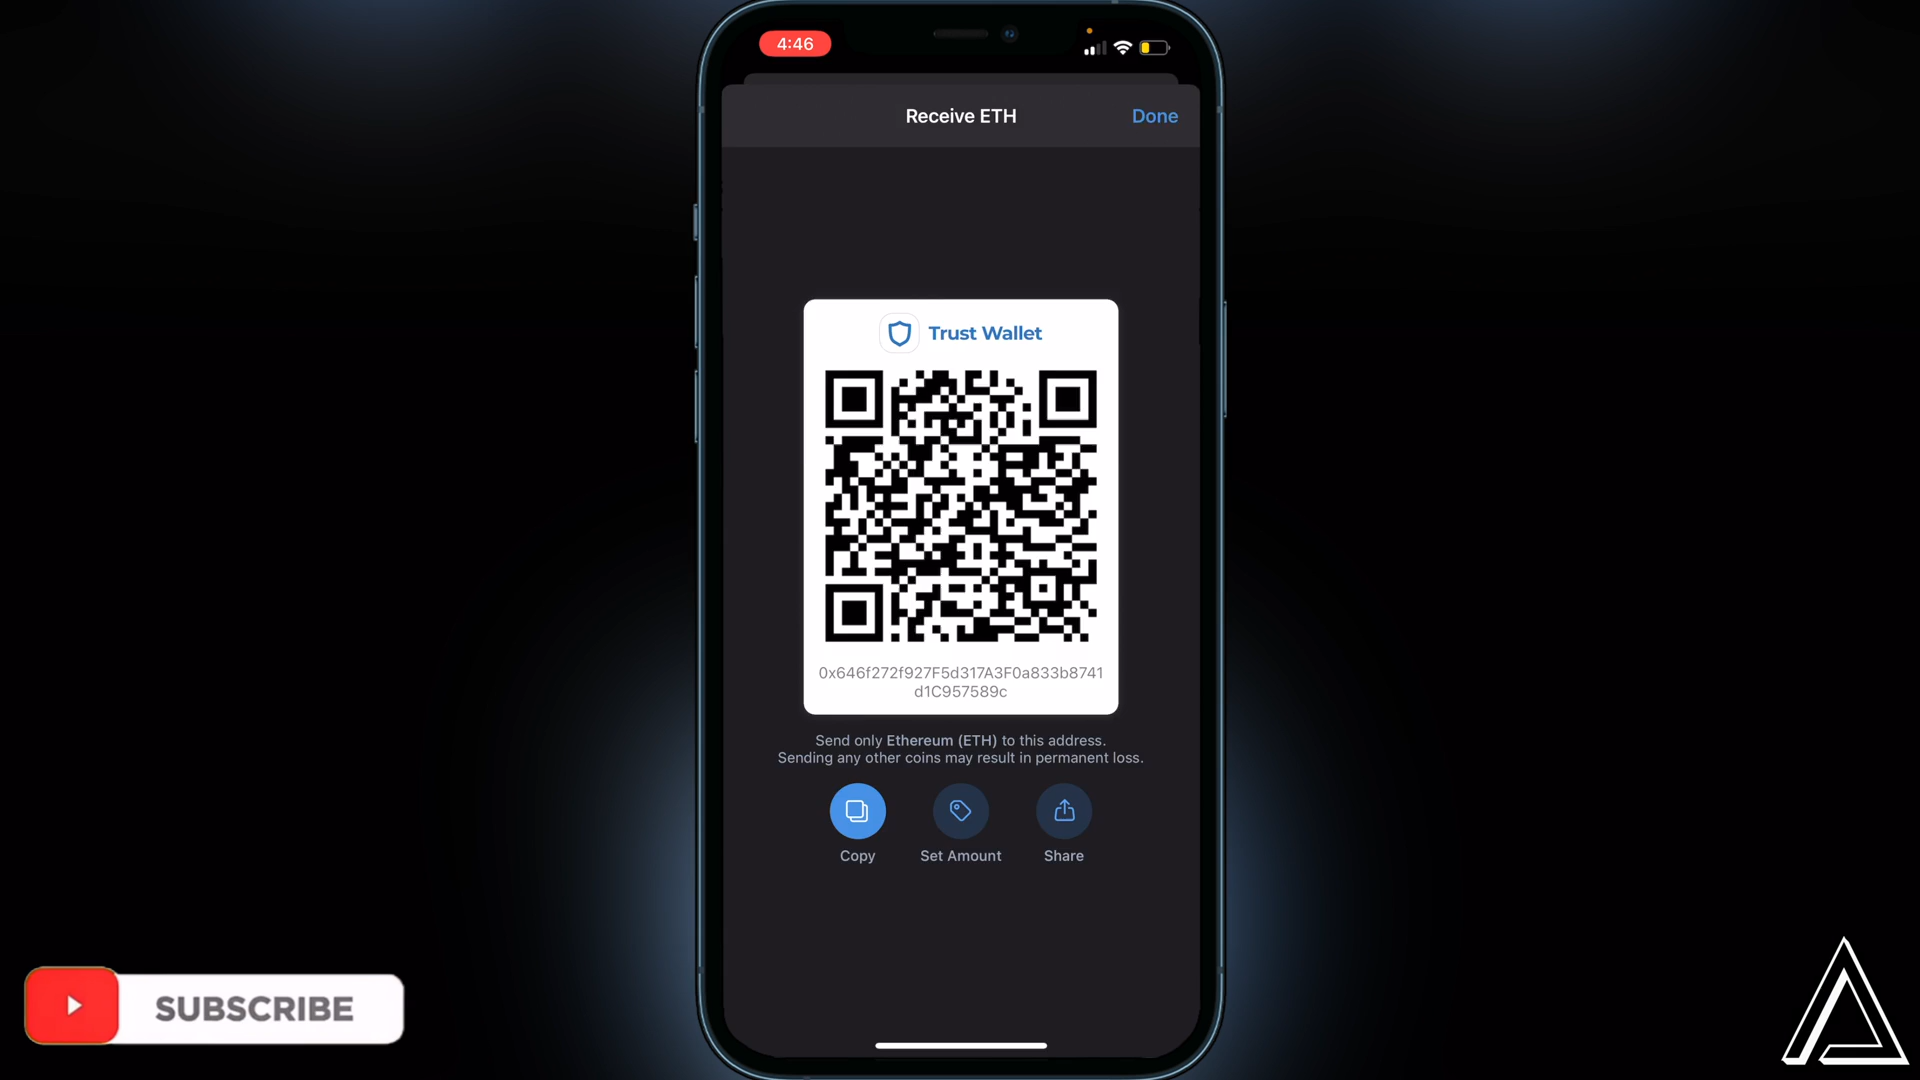 4:46
Receive ETH
Done
Trust Wallet
0x646f272f927F5d317A3F0a833b8741
d1C957589c
Send only Ethereum (ETH) to this address.
Sending any other coins may result in permanent loss.
Copy
Set Amount
Share
SUBSCRIBE